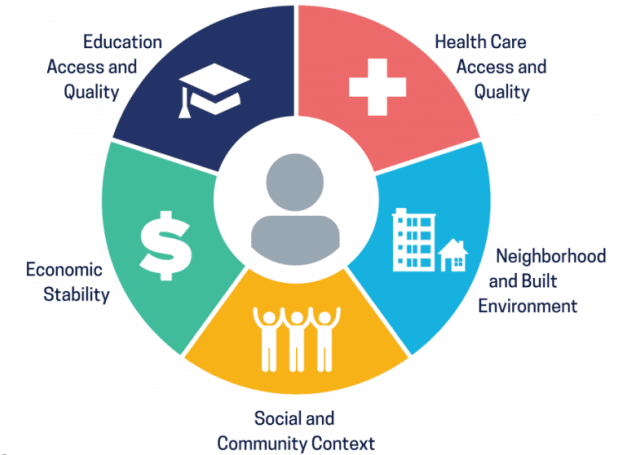 Education
Access and
Quality
Health Care
Access and
Quality
$
Economic
Stability
Neighborhood
and Built
Environment
Social and
Community Context